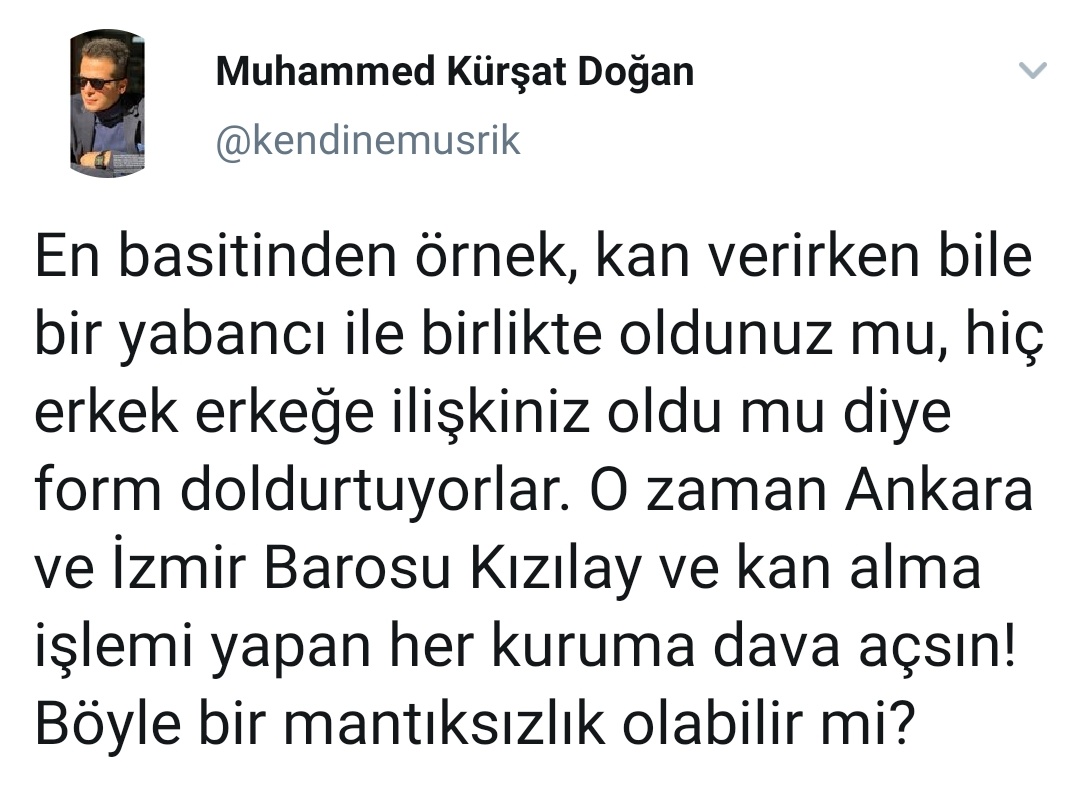 Muhammed Kürşat Doğan
@kendinemusrik
En basitinden örnek, kan verirken bile
bir yabancı ile birlikte oldunuz mu, hiç
erkek erkeğe ilişkiniz oldu mu diye
form doldurtuyorlar. O zaman Ankara
ve İzmir Barosu Kızılay ve kan alma
işlemi yapan her kuruma dava açsın!
Böyle bir mantıksızlık olabilir mi?